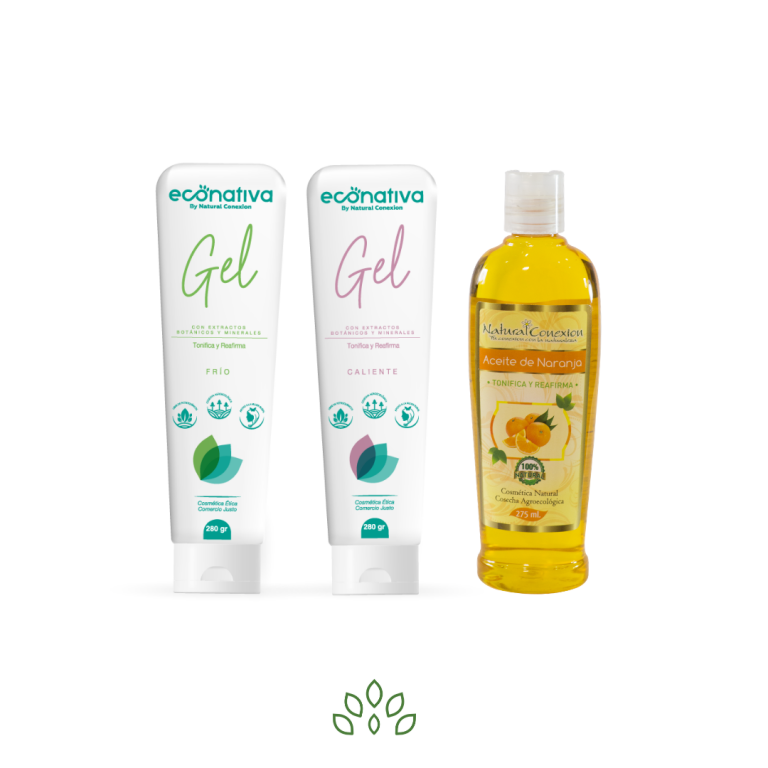 econativa
By Natural Conexion
Gel
CON EXTRACTOS
BOTÁNICOS Y MINERALES
Tonifica y Reafirma
FRÍO
Cosmética Ética
Comercio Justo
280 gr
econativa
By Natural Conexion
Gel
CON EXTRACTOS
BOTÁNICOS Y MINERALES
Tonifica y Reafirma
CALIENTE
Cosmética Ética
Comercio Justo
280 gr
Natural Conexion
Aceite de Naranja
• TONIFICA Y REAFIRMA •
100%
Cosmética Natural
Cosecha Agroecológica
275 ml.